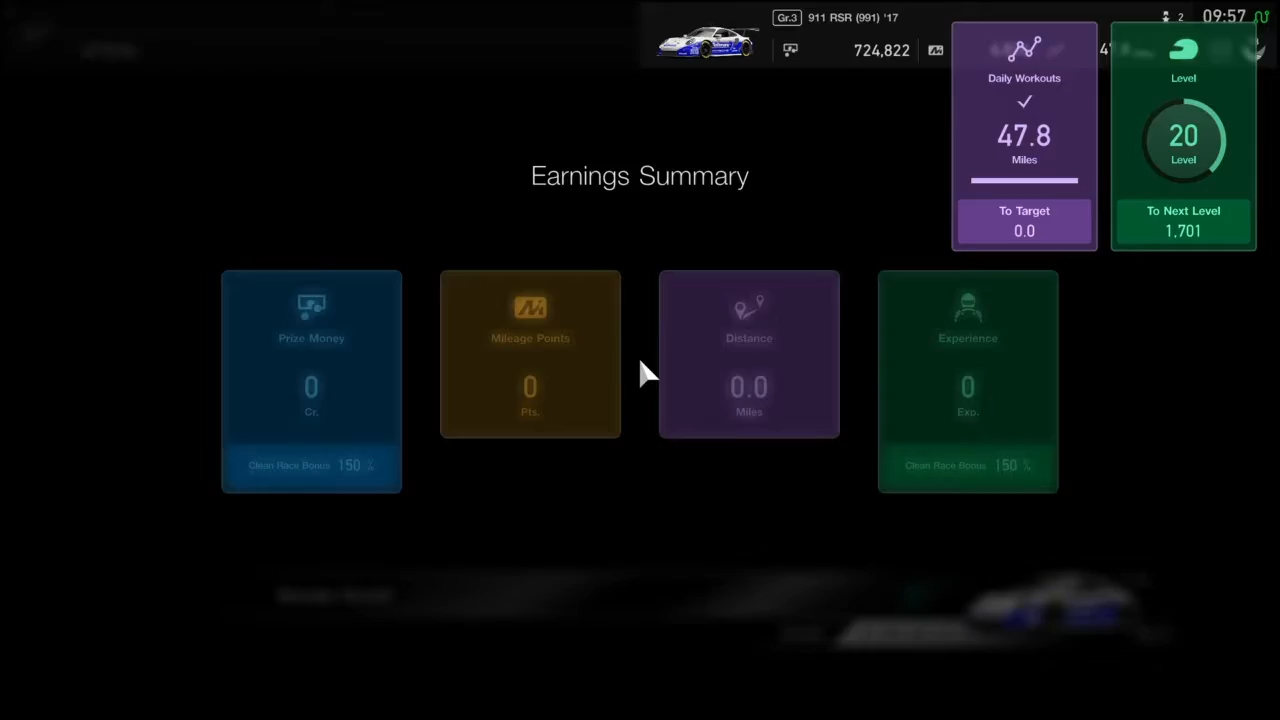 Gr.3 911 RSR (991) '17
2 09:57
724,822
Daily Workouts
47.8
Miles
To Target
0.0
Level
20
Level
To Next Level
1,701
Earnings Summary
Prize Money
0
Cr.
Clean Race Bonus 150 %
Mileage Points
0
Pts.
Distance
0.0
Miles
Experience
0
Exp.
Clean Race Bonus 150 %